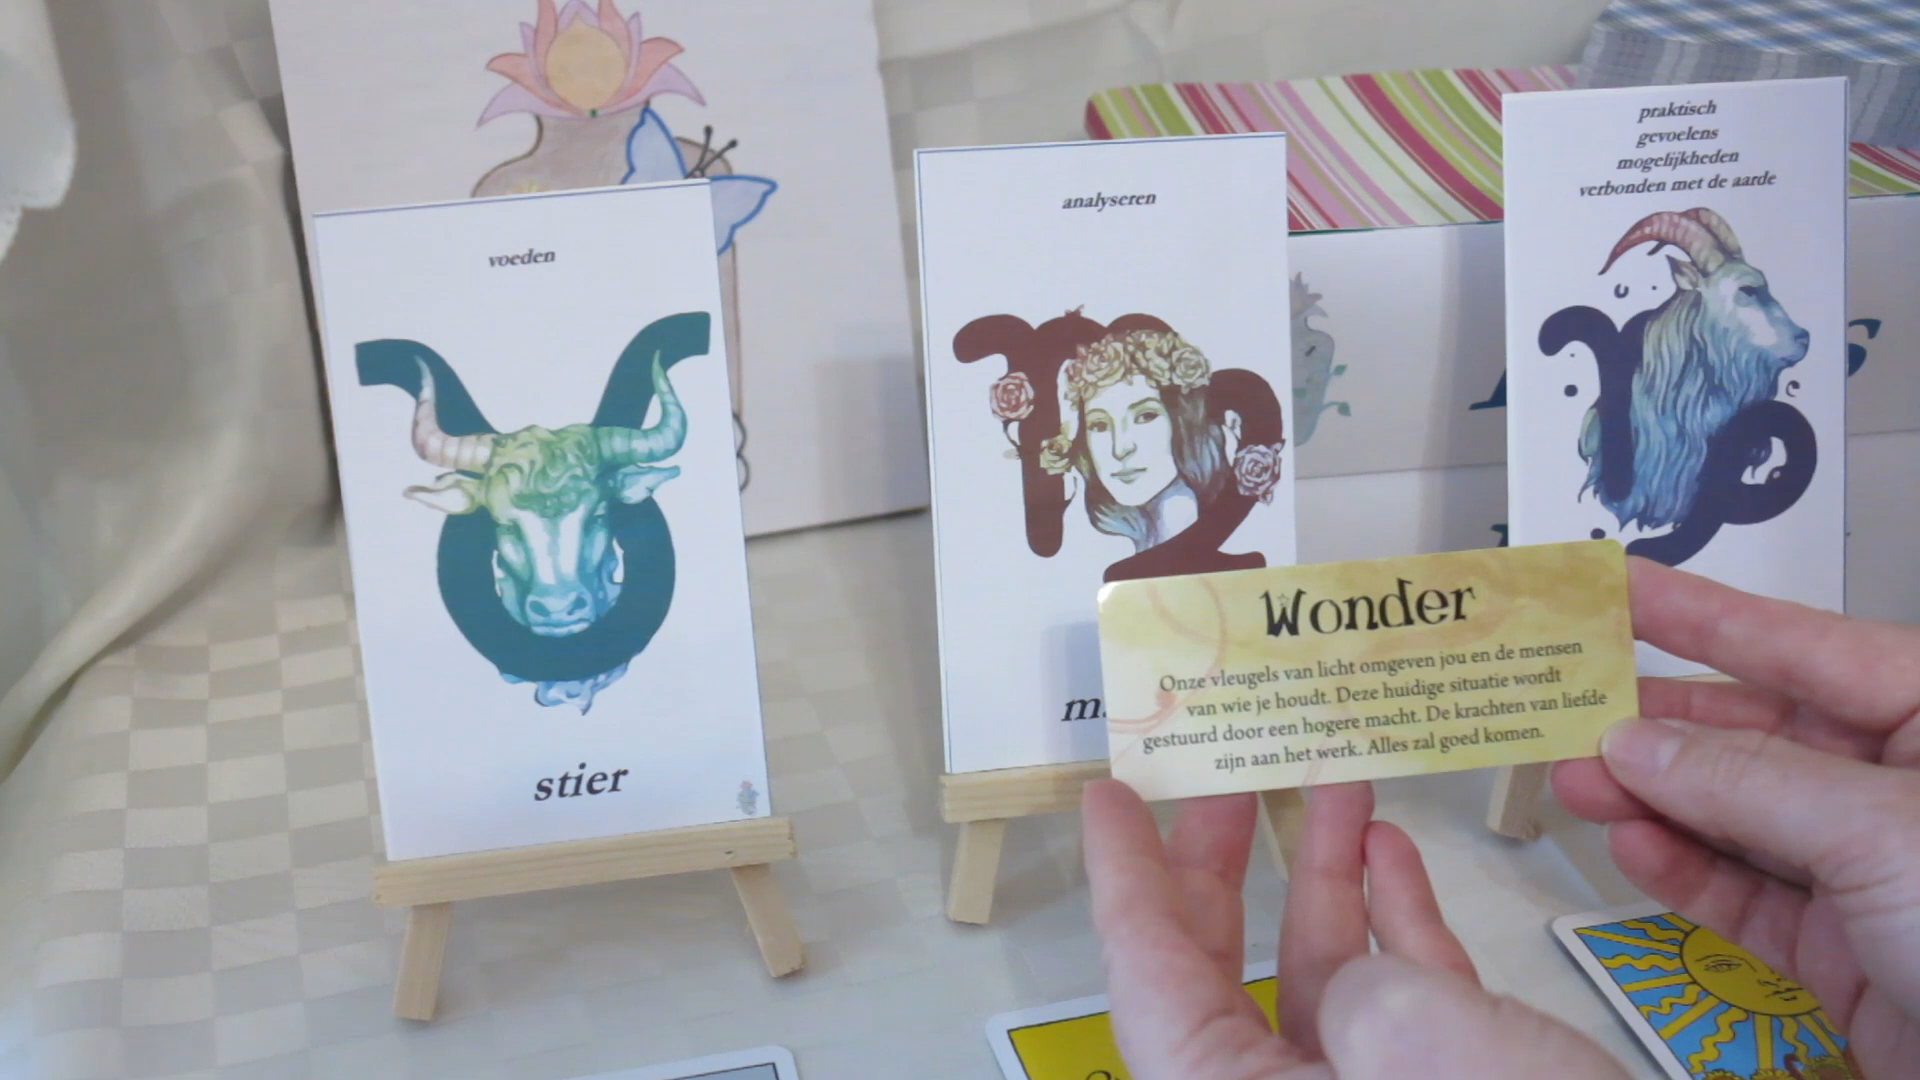 voeden
stier
analyseren
praktisch
gevoelens
mogelijkheden
verbonden met de aarde
Wonder
Onze vleugels van licht omgeven jou en de mensen
van wie je houdt. Deze huidige situatie wordt
gestuurd door een hogere macht. De krachten van liefde
zijn aan het werk. Alles zal goed komen.